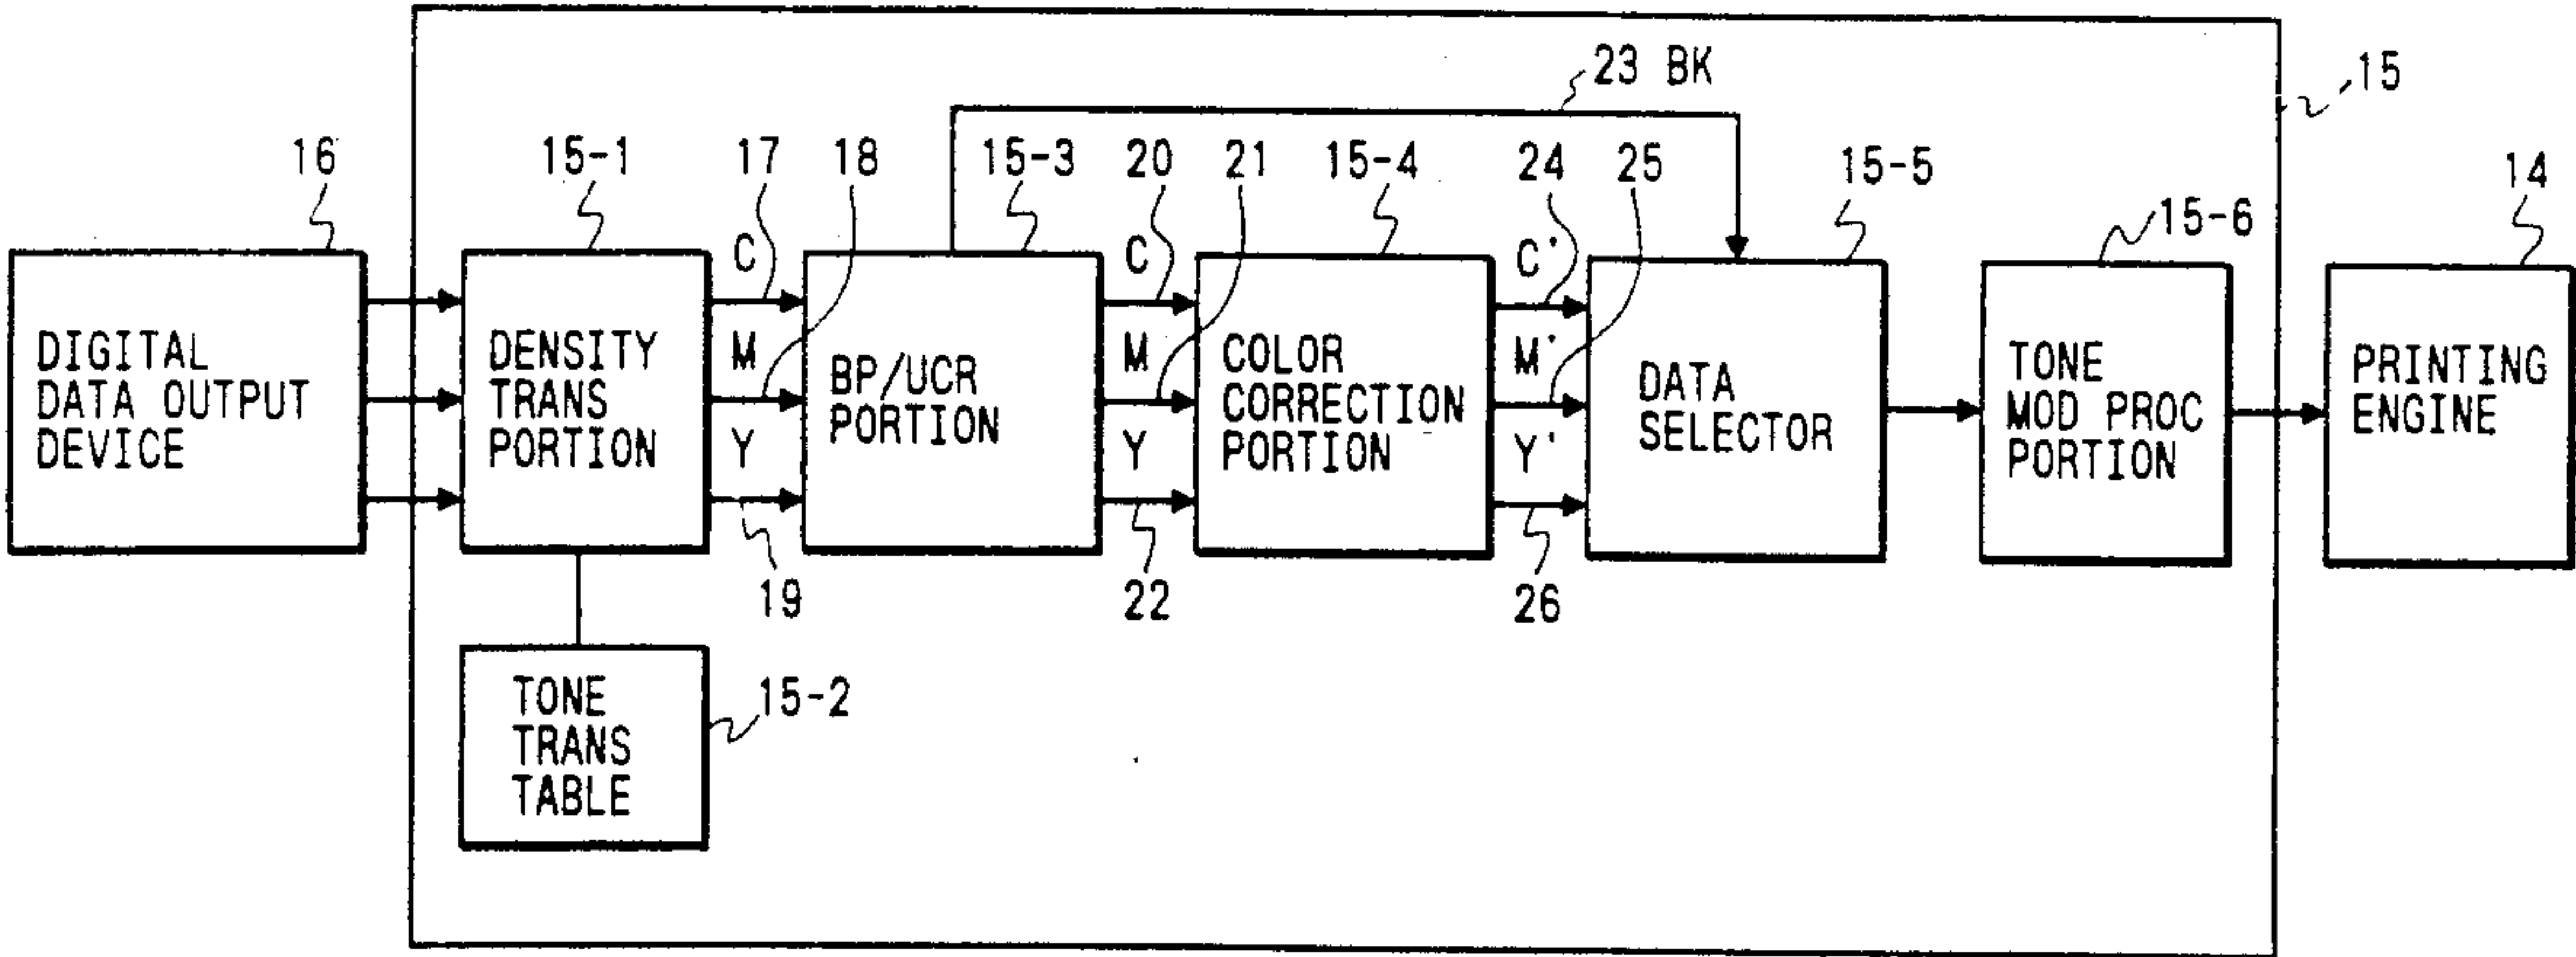 23 BK
15
16
15-1
17
18
15-3
20
21
15-4
24
25
15-5
15-6
14
DIGITAL
DATA OUTPUT
DEVICE
DENSITY
TRANS
PORTION
C
M
Y
19
BP/UCR
PORTION
C
M
Y
22
COLOR
CORRECTION
PORTION
C'
M'
Y'
26
DATA
SELECTOR
TONE
MOD PROC
PORTION
PRINTING
ENGINE
TONE
TRANS
TABLE
15-2